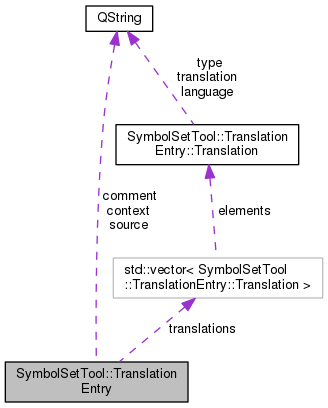 QString
type
translation
language
SymbolSetTool::Translation
Entry::Translation
comment
context
source
elements
std::vector< SymbolSetTool
::TranslationEntry::Translation >
translations
SymbolSetTool::Translation
Entry